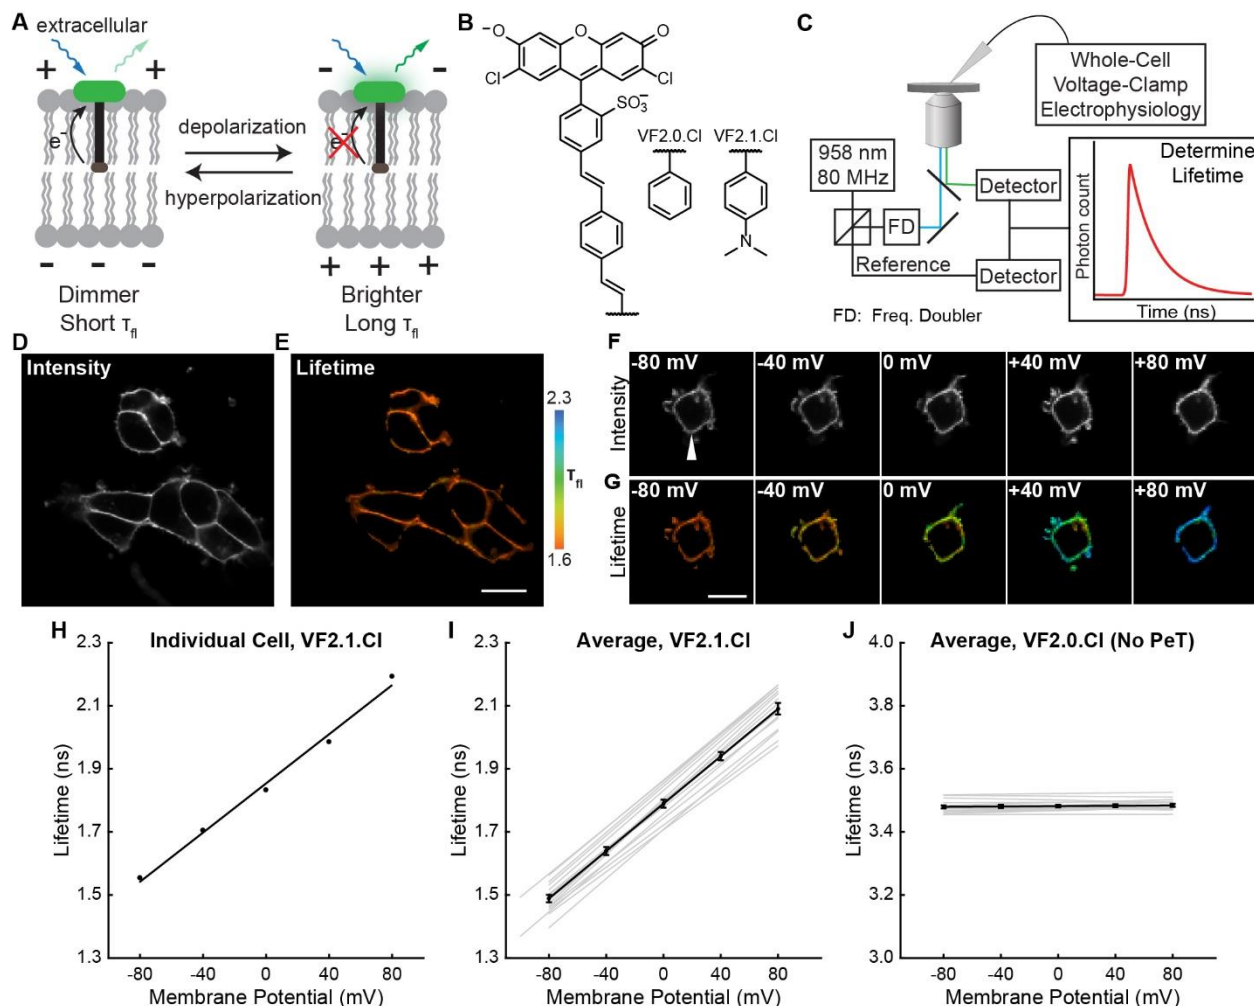 A
extracellular
+ +
- -
e⁻
e⁻
depolarization
hyperpolarization
- - -
+ + +
Dimmer
Short τfl
Brighter
Long τfl
B
⁻O
O
O
Cl
Cl
SO₃⁻
VF2.0.Cl
VF2.1.Cl
N
C
Whole-Cell
Voltage-Clamp
Electrophysiology
958 nm
80 MHz
FD
Detector
Reference
Detector
FD: Freq. Doubler
Determine
Lifetime
Photon count
Time (ns)
D
Intensity
E
Lifetime
2.3
τfl
1.6
F
Intensity
-80 mV
-40 mV
0 mV
+40 mV
+80 mV
G
Lifetime
-80 mV
-40 mV
0 mV
+40 mV
+80 mV
H
Individual Cell, VF2.1.Cl
2.3
2.1
1.9
1.7
1.5
1.3
Lifetime (ns)
-80 -40 0 40 80
Membrane Potential (mV)
I
Average, VF2.1.Cl
2.3
2.1
1.9
1.7
1.5
1.3
Lifetime (ns)
-80 -40 0 40 80
Membrane Potential (mV)
J
Average, VF2.0.Cl (No PeT)
4.0
3.8
3.6
3.4
3.2
3.0
Lifetime (ns)
-80 -40 0 40 80
Membrane Potential (mV)